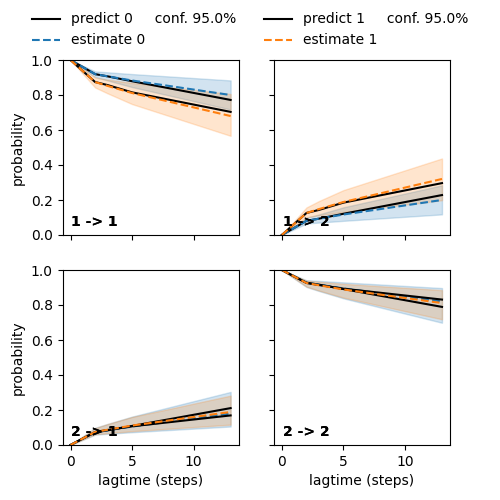 predict 0 conf. 95.0% predict 1 conf. 95.0%
estimate 0 estimate 1
1.0
0.8
0.6
0.4
0.2
0.0
probability
1 -> 1
1 -> 2
1.0
0.8
0.6
0.4
0.2
0.0
probability
2 -> 1
2 -> 2
0 5 10
0 5 10
lagtime (steps) lagtime (steps)